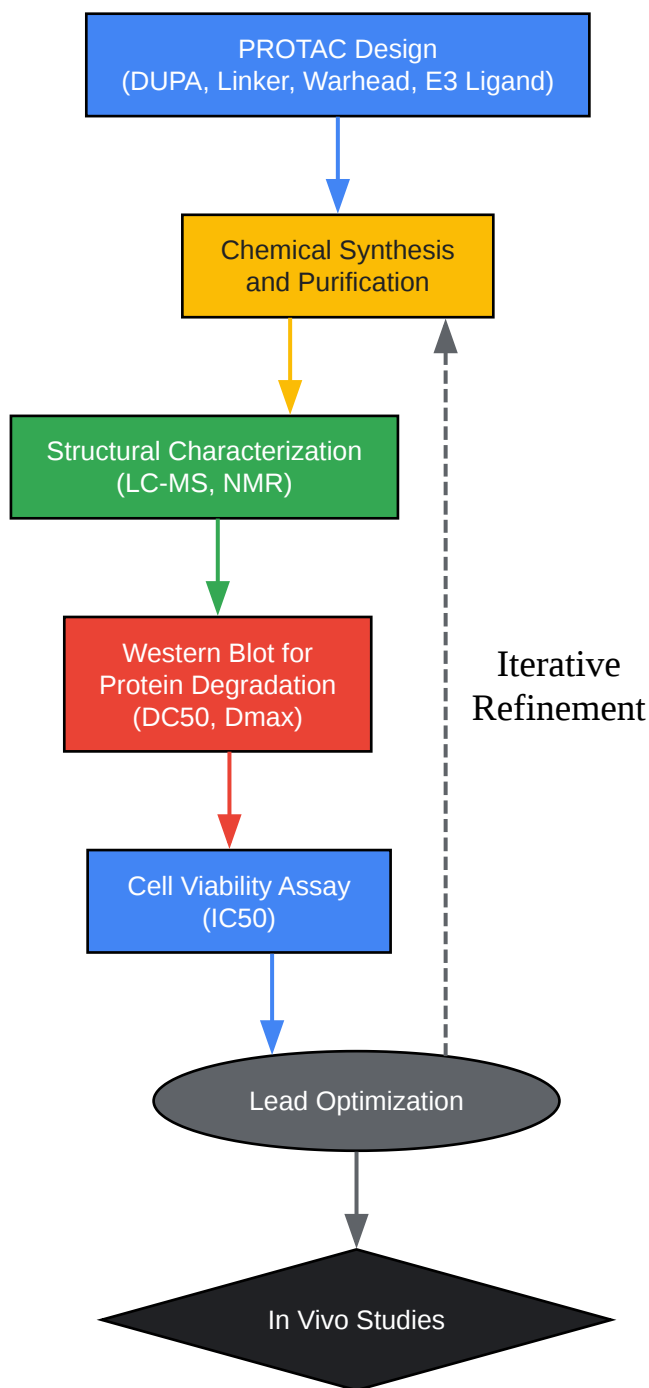 PROTAC Design
(DUPA, Linker, Warhead, E3 Ligand)
Chemical Synthesis
and Purification
Structural Characterization
(LC-MS, NMR)
Western Blot for
Protein Degradation
(DC50, Dmax)
Iterative
Refinement
Cell Viability Assay
(IC50)
Lead Optimization
In Vivo Studies